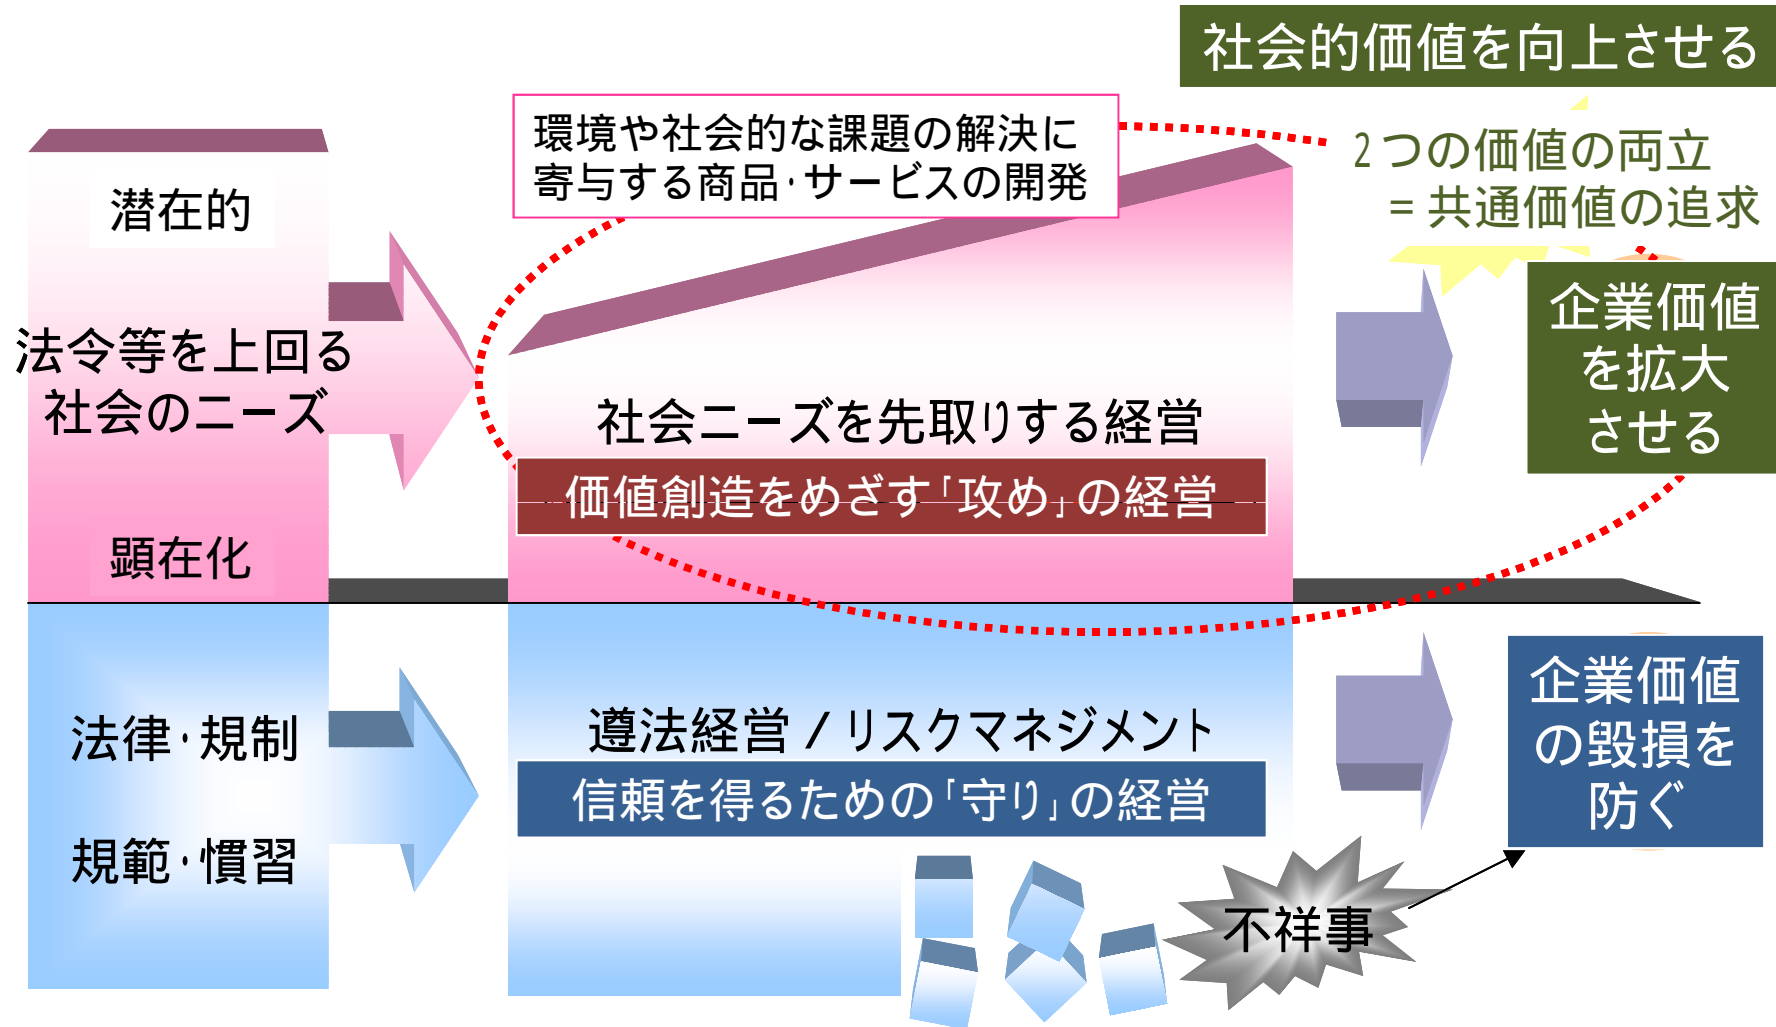 社会的価値を向上させる
環境や社会的な課題の解決に
寄与する商品・サービスの開発
2つの価値の両立
=共通価値の追求
潜在的
法令等を上回る
社会のニーズ
顕在化
社会ニーズを先取りする経営
価値創造をめざす「攻め」の経営
企業価値
を拡大
させる
法律・規制
規範・慣習
遵法経営/リスクマネジメント
信頼を得るための「守り」の経営
企業価値
の毀損を
防ぐ
不祥事